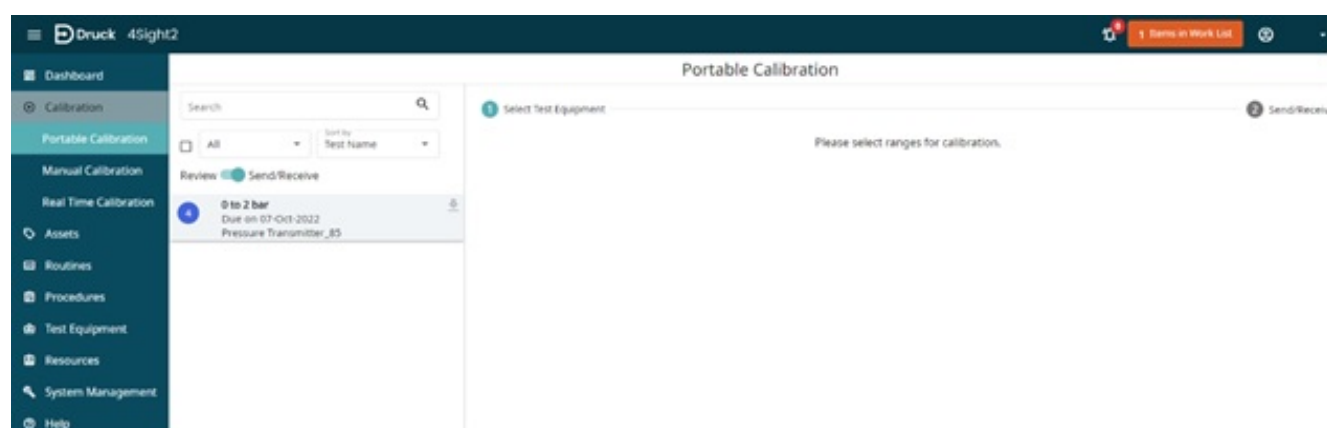 Druck 4Sight2
1 Items in Work List
Dashboard
Calibration
Portable Calibration
Manual Calibration
Real Time Calibration
Assets
Routines
Procedures
Test Equipment
Resources
System Management
Help
Portable Calibration
Search
All
Sort by
Test Name
Review Send/Receive
4
0 to 2 bar
Due on 07-Oct-2022
Pressure Transmitter_85
1 Select Test Equipment
2 Send/Receiv
Please select ranges for calibration.